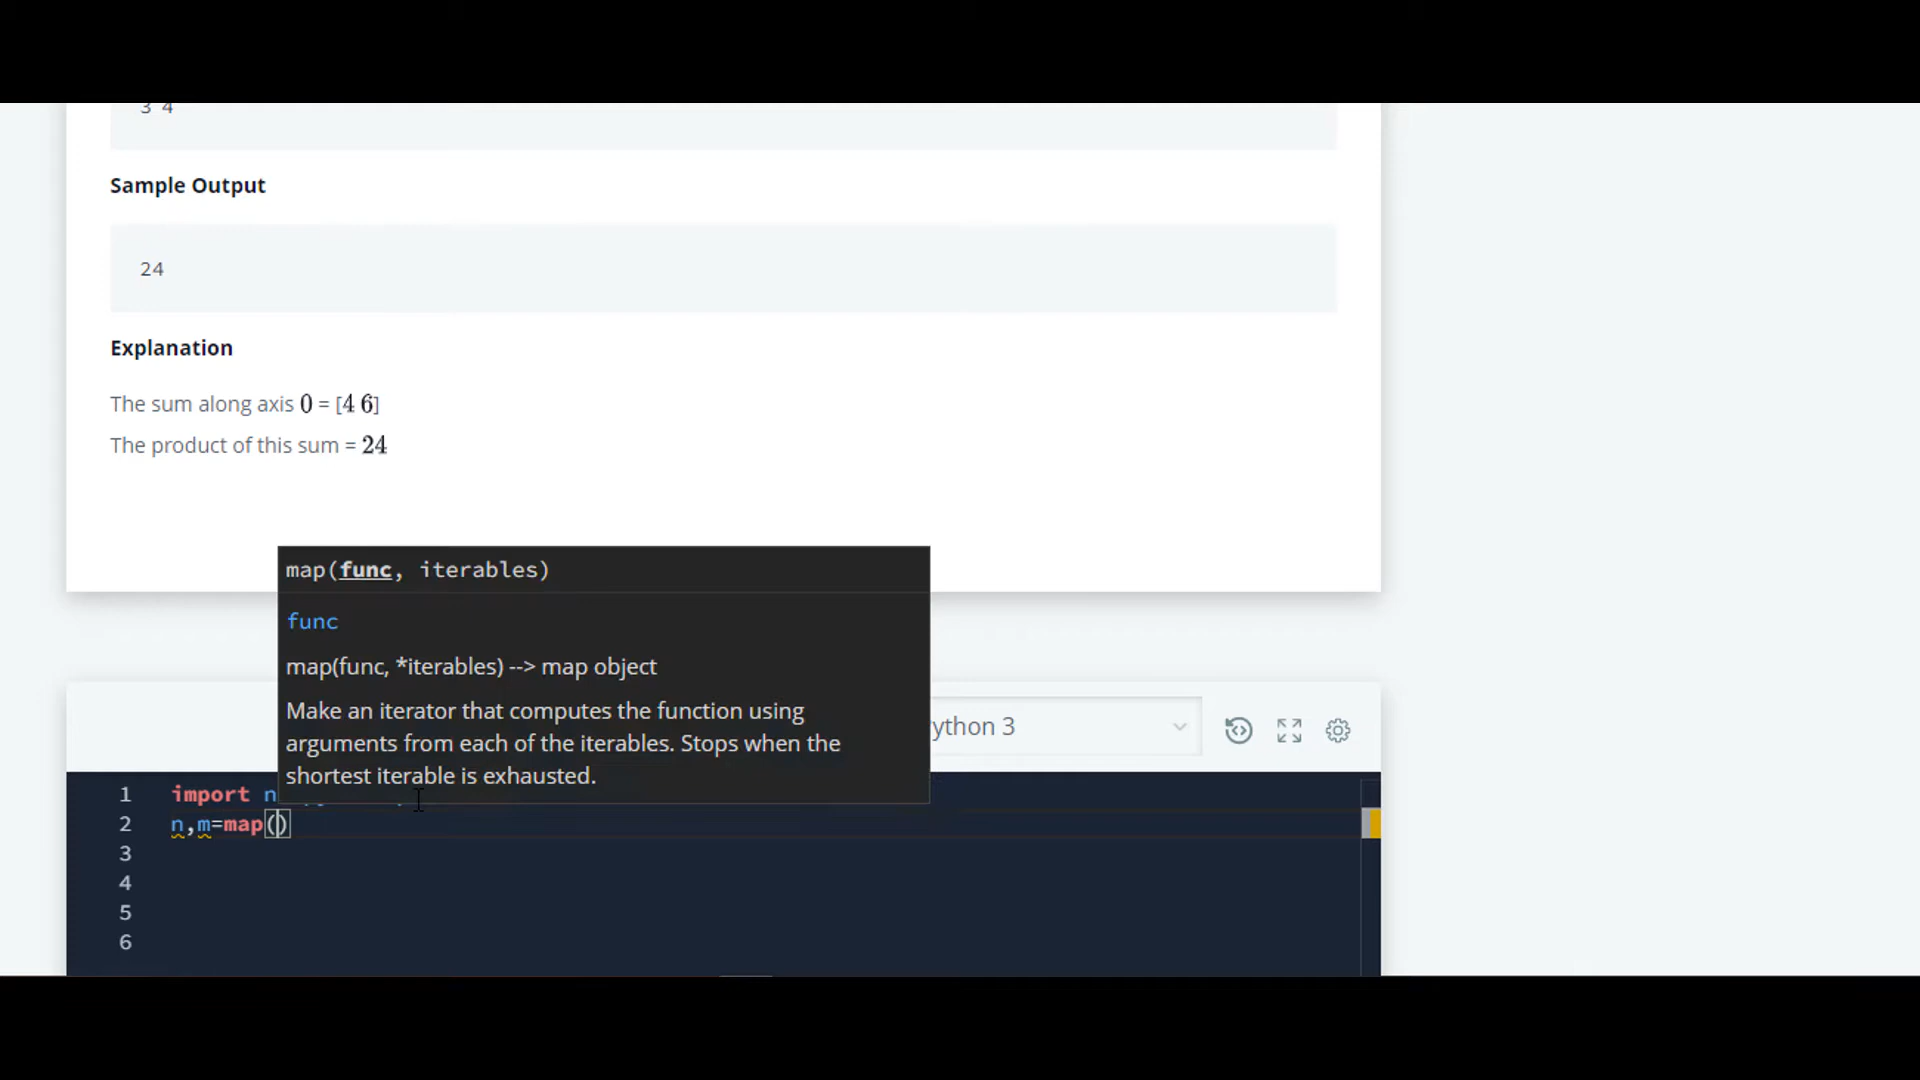 3 4
Sample Output
24
Explanation
The sum along axis 0 = [4 6]
The product of this sum = 24
map(func, iterables)
func
map(func, *iterables) --> map object
Make an iterator that computes the function using
arguments from each of the iterables. Stops when the
shortest iterable is exhausted.
ython 3
1 import n
2 n,m=map()
3
4
5
6